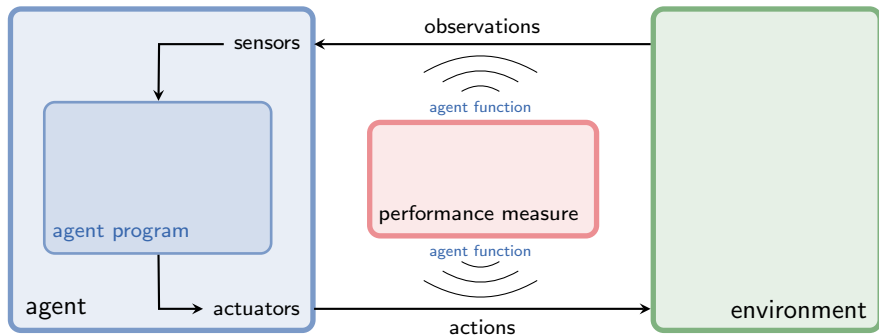 observations
sensors
agent function
performance measure
agent program
agent function
agent
actuators
environment
actions